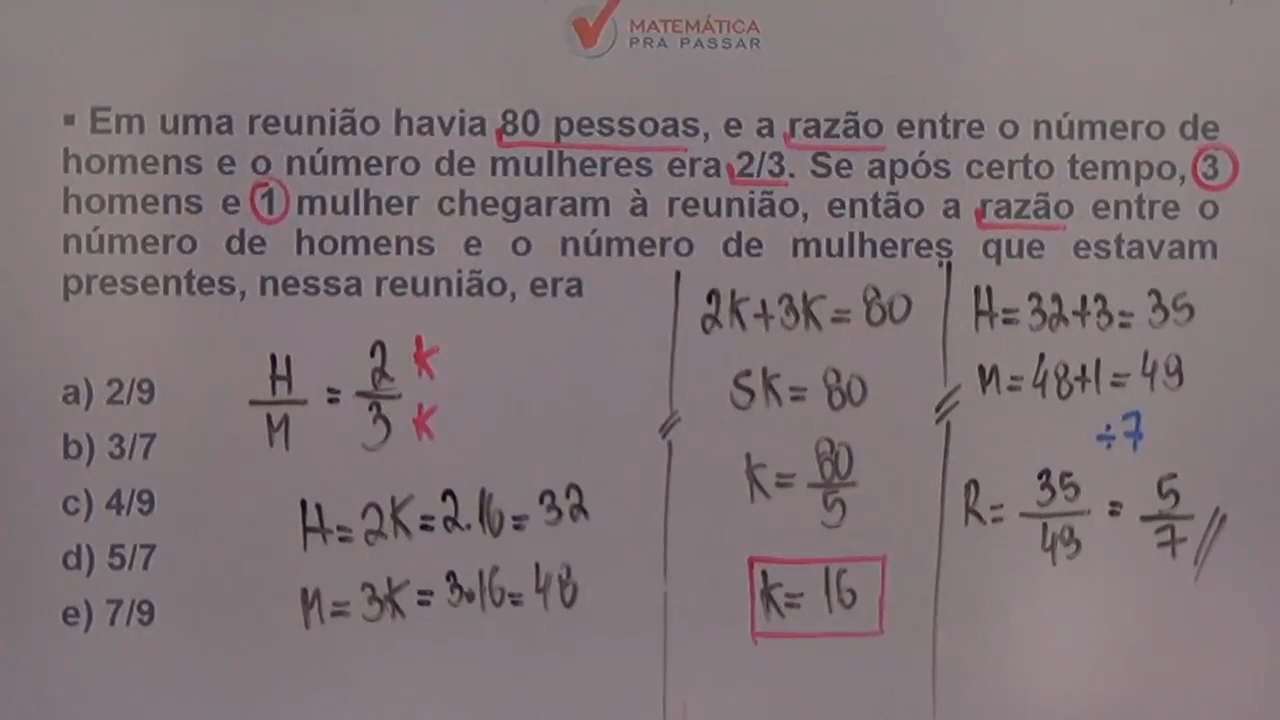 MATEMÁTICA
PRA PASSAR
▪ Em uma reunião havia 80 pessoas, e a razão entre o número de
homens e o número de mulheres era 2/3. Se após certo tempo, 3
homens e 1 mulher chegaram à reunião, então a razão entre o
número de homens e o número de mulheres que estavam
presentes, nessa reunião, era
a) 2/9
b) 3/7
c) 4/9
d) 5/7
e) 7/9
H/M = 2K/3K
H = 2K = 2.16 = 32
M = 3K = 3.16 = 48
2K+3K = 80
5K = 80
K = 80/5
K = 16
H = 32+3 = 35
M = 48+1 = 49
÷7
R = 35/49 = 5/7 //